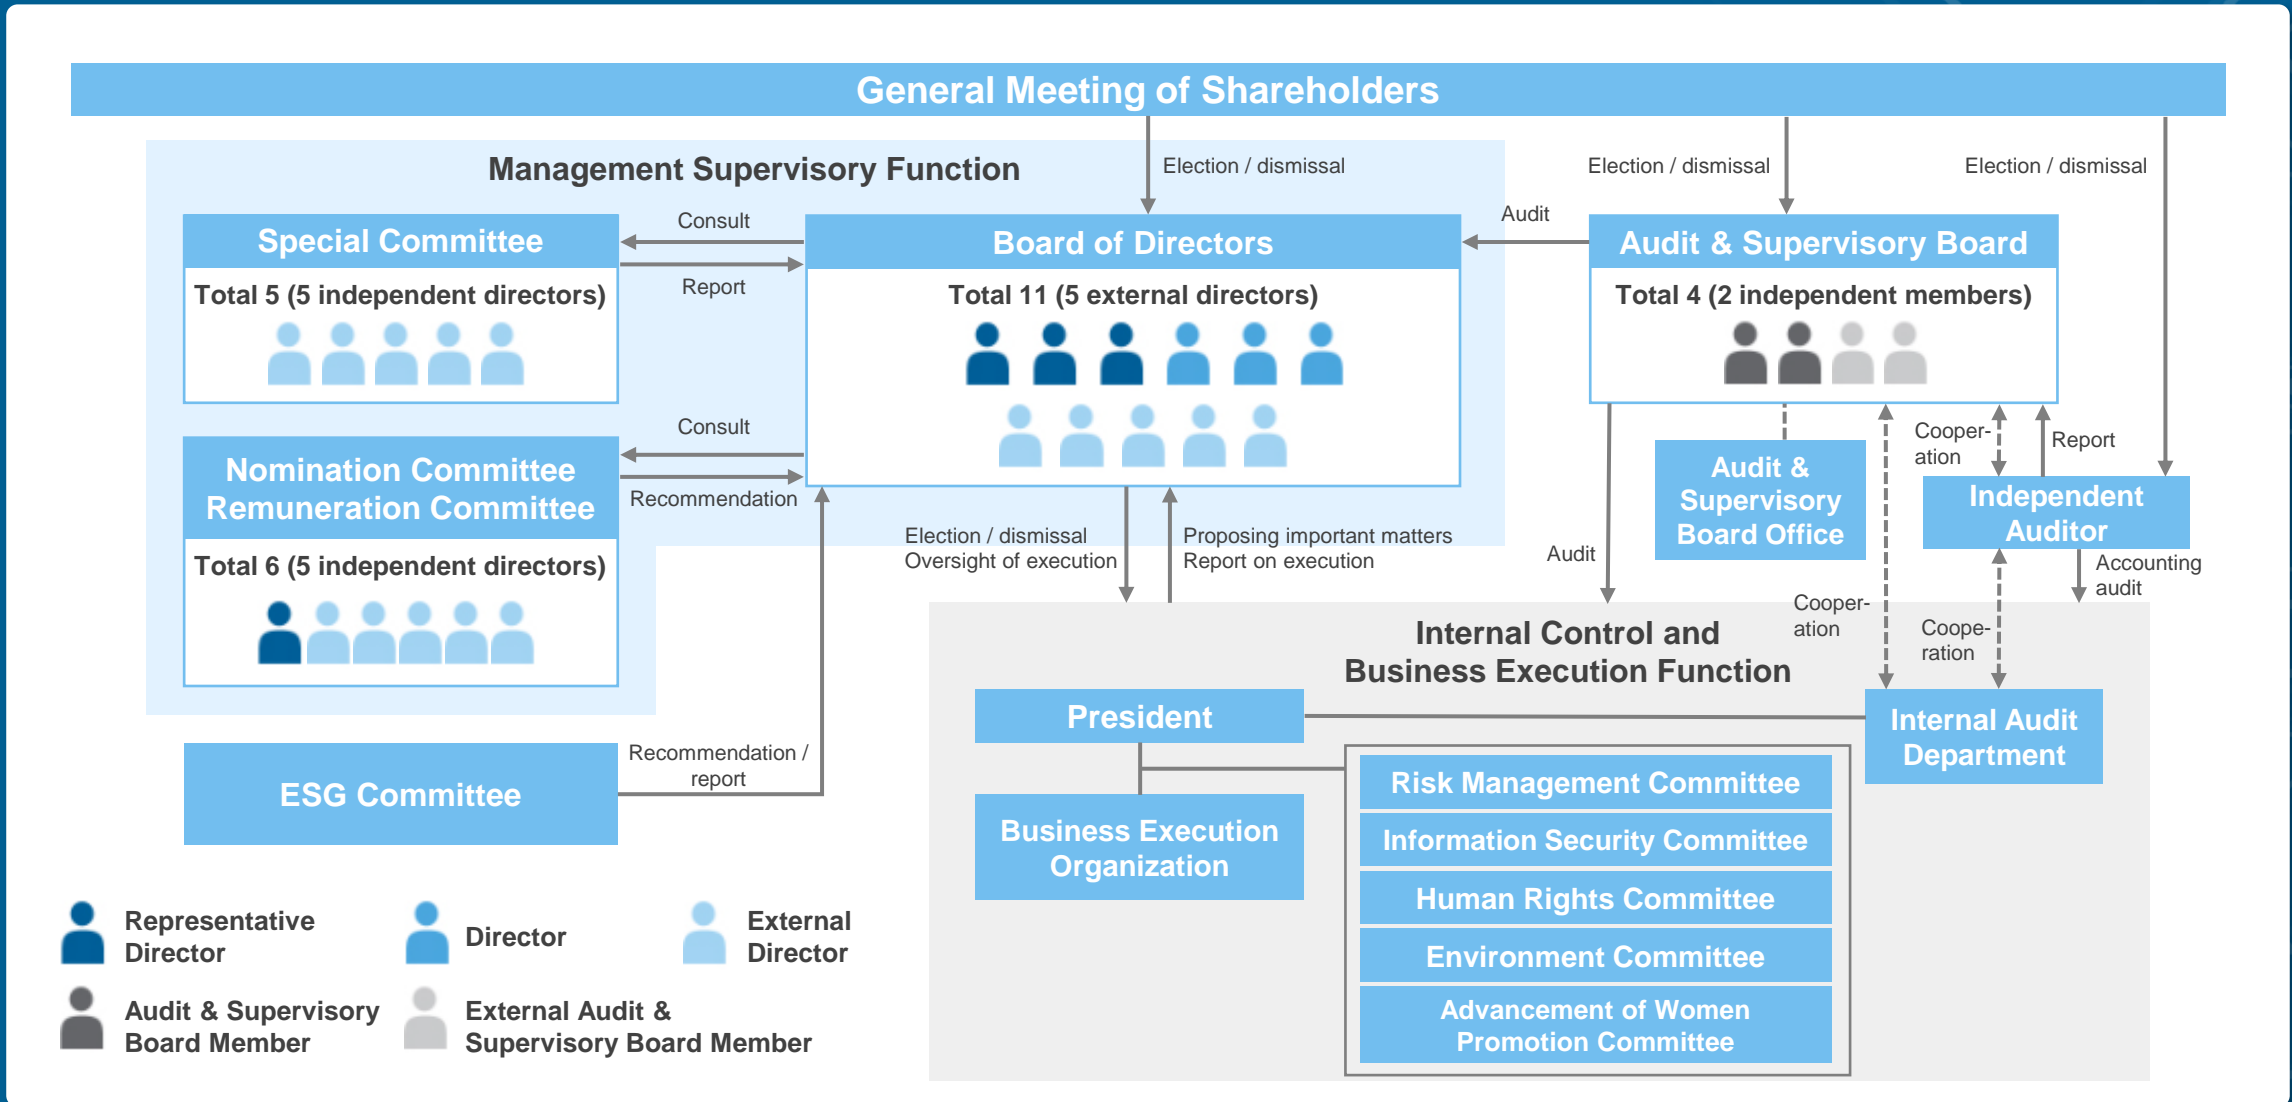 General Meeting of Shareholders
Management Supervisory Function
Election / dismissal
Election / dismissal
Election / dismissal
Special Committee
Total 5 (5 independent directors)
Consult
Report
Board of Directors
Total 11 (5 external directors)
Audit
Audit & Supervisory Board
Total 4 (2 independent members)
Nomination Committee
Remuneration Committee
Total 6 (5 independent directors)
Consult
Recommendation
Election / dismissal
Oversight of execution
Proposing important matters
Report on execution
Audit
Audit &
Supervisory
Board Office
Cooper-
ation
Report
Independent
Auditor
Accounting
audit
Cooper-
ation
Coope-
ration
ESG Committee
Recommendation /
report
Internal Control and
Business Execution Function
President
Internal Audit
Department
Business Execution
Organization
Risk Management Committee
Information Security Committee
Human Rights Committee
Environment Committee
Advancement of Women
Promotion Committee
Representative
Director
Director
External
Director
Audit & Supervisory
Board Member
External Audit &
Supervisory Board Member